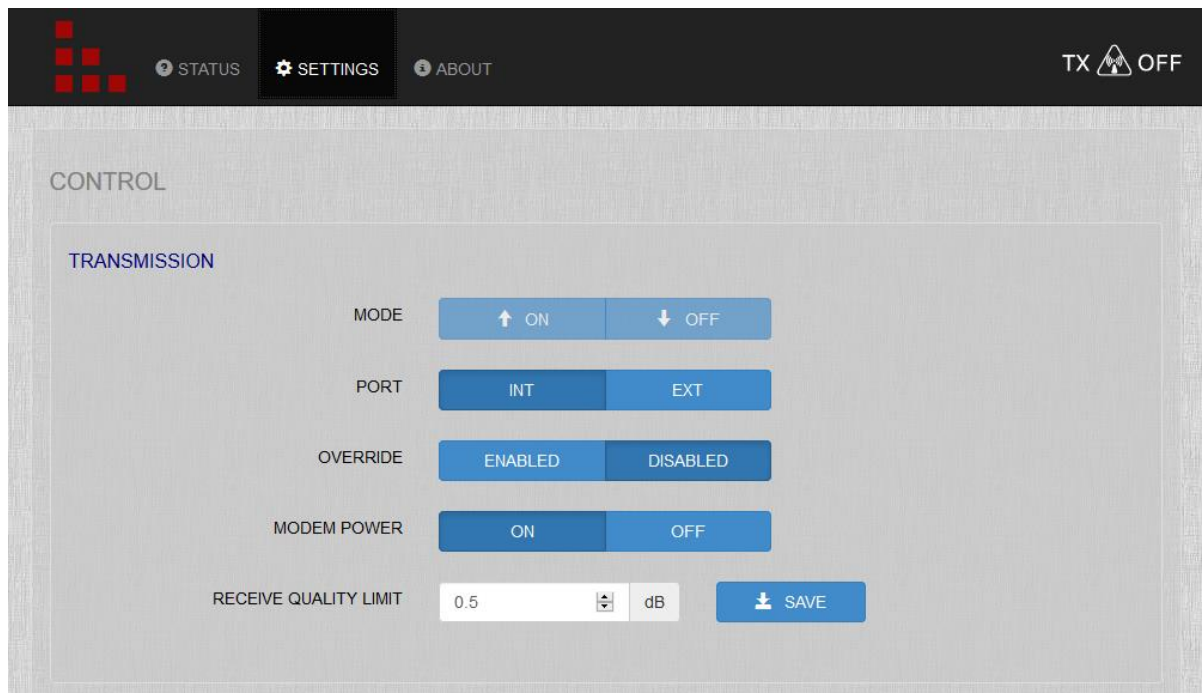 STATUS SETTINGS ABOUT TX OFF
CONTROL
TRANSMISSION
MODE ON OFF
PORT INT EXT
OVERRIDE ENABLED DISABLED
MODEM POWER ON OFF
RECEIVE QUALITY LIMIT 0.5 dB SAVE